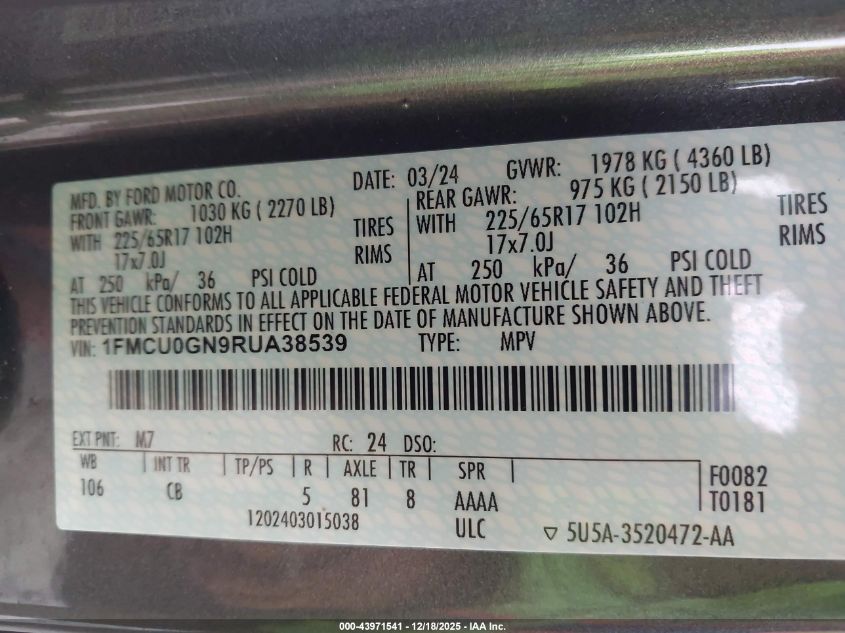 MFD. BY FORD MOTOR CO. DATE: 03/24 GVWR: 1978 KG ( 4360 LB)
FRONT GAWR: 1030 KG ( 2270 LB) REAR GAWR: 975 KG ( 2150 LB)
WITH 225/65R17 102H TIRES WITH 225/65R17 102H TIRES
17x7.0J RIMS 17x7.0J RIMS
AT 250 kPa/ 36 PSI COLD AT 250 kPa/ 36 PSI COLD
THIS VEHICLE CONFORMS TO ALL APPLICABLE FEDERAL MOTOR VEHICLE SAFETY AND THEFT
PREVENTION STANDARDS IN EFFECT ON THE DATE OF MANUFACTURE SHOWN ABOVE.
VIN: 1FMCU0GN9RUA38539 TYPE: MPV
EXT PNT: M7 RC: 24 DSO:
WB INT TR TP/PS R AXLE TR SPR F0082
106 CB 5 81 8 AAAA T0181
1202403015038 ULC ▽ 5U5A-3520472-AA
000-43971541 - 12/18/2025 - IAA Inc.